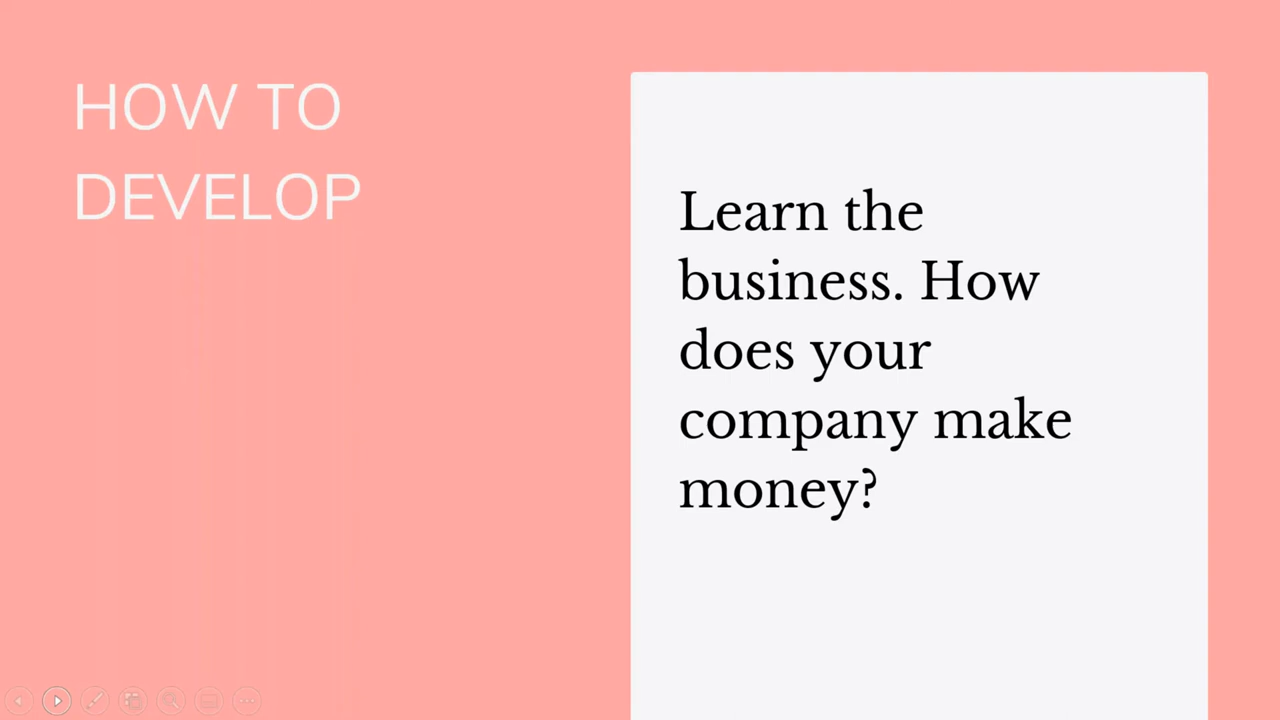 HOW TO
DEVELOP
Learn the
business. How
does your
company make
money?